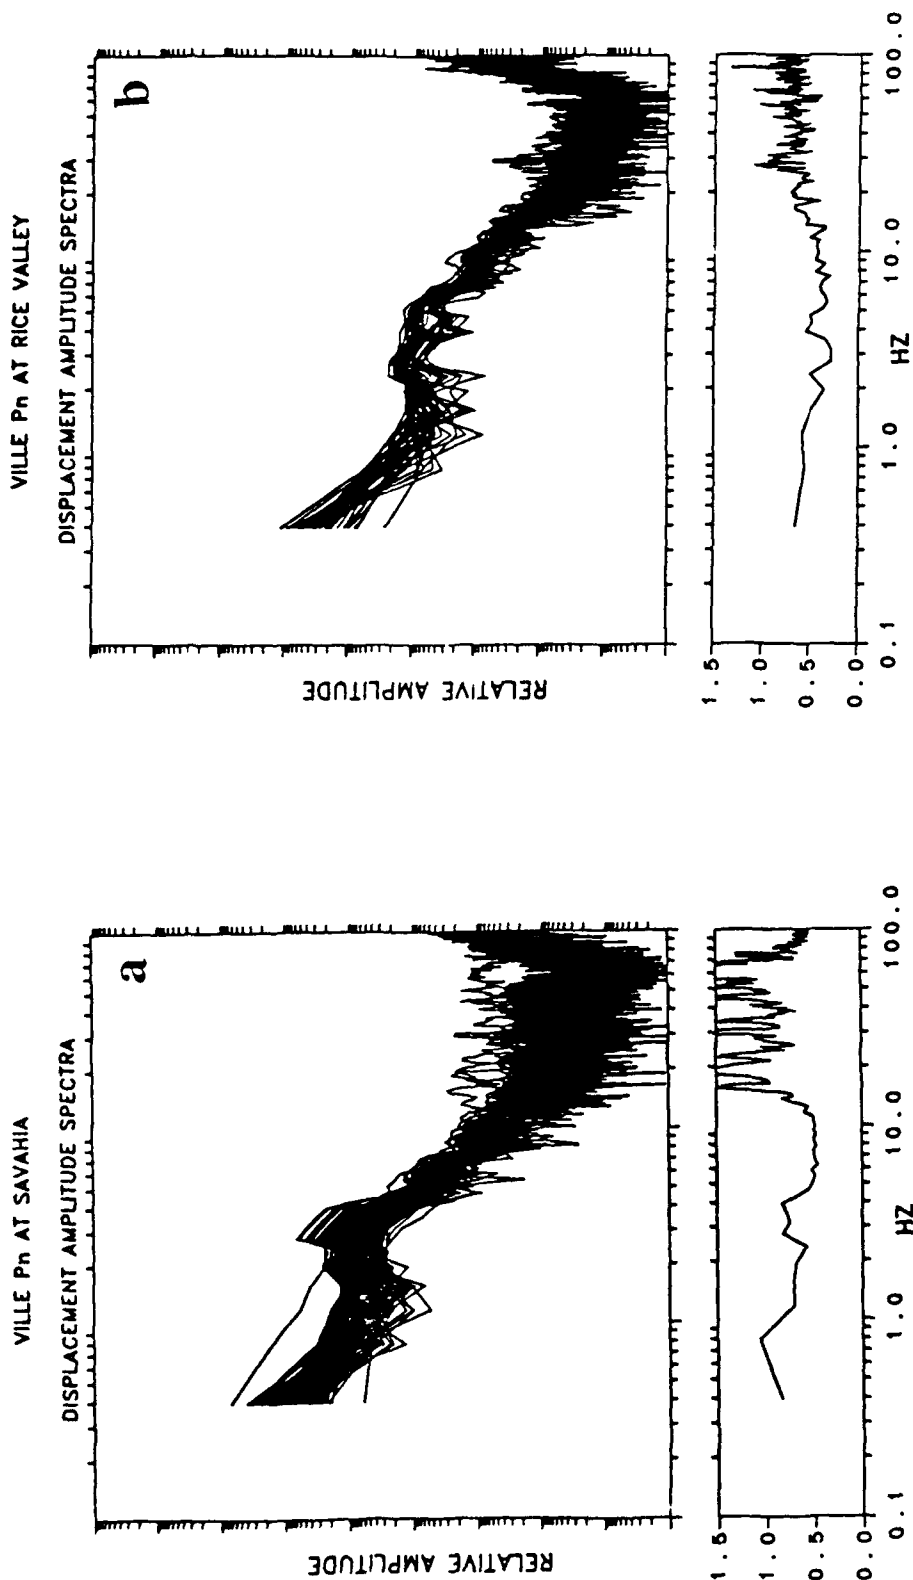 VILLE Pn AT SAVAHIA
DISPLACEMENT AMPLITUDE SPECTRA
a
RELATIVE AMPLITUDE
1.5
1.0
0.5
0.0
0.1
1.0
10.0
100.0
HZ
VILLE Pn AT RICE VALLEY
DISPLACEMENT AMPLITUDE SPECTRA
b
RELATIVE AMPLITUDE
1.5
1.0
0.5
0.0
0.1
1.0
10.0
100.0
HZ